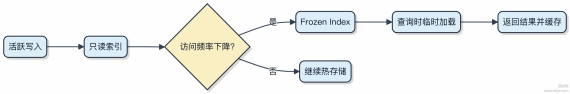 活跃写入
只读索引
访问频率下降?
是
Frozen Index
查询时临时加载
返回结果并缓存
否
继续热存储